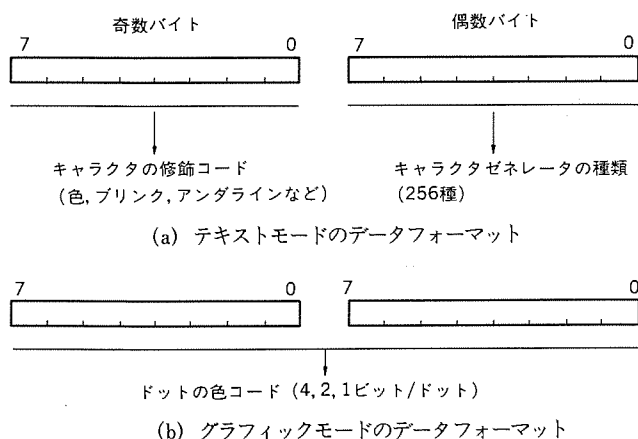 奇数バイト 偶数バイト
7 0 7 0
キャラクタの修飾コード キャラクタゼネレータの種類
(色,ブリンク,アンダラインなど) (256種)
(a) テキストモードのデータフォーマット
7 0 7 0
ドットの色コード (4,2,1ビット/ドット)
(b) グラフィックモードのデータフォーマット